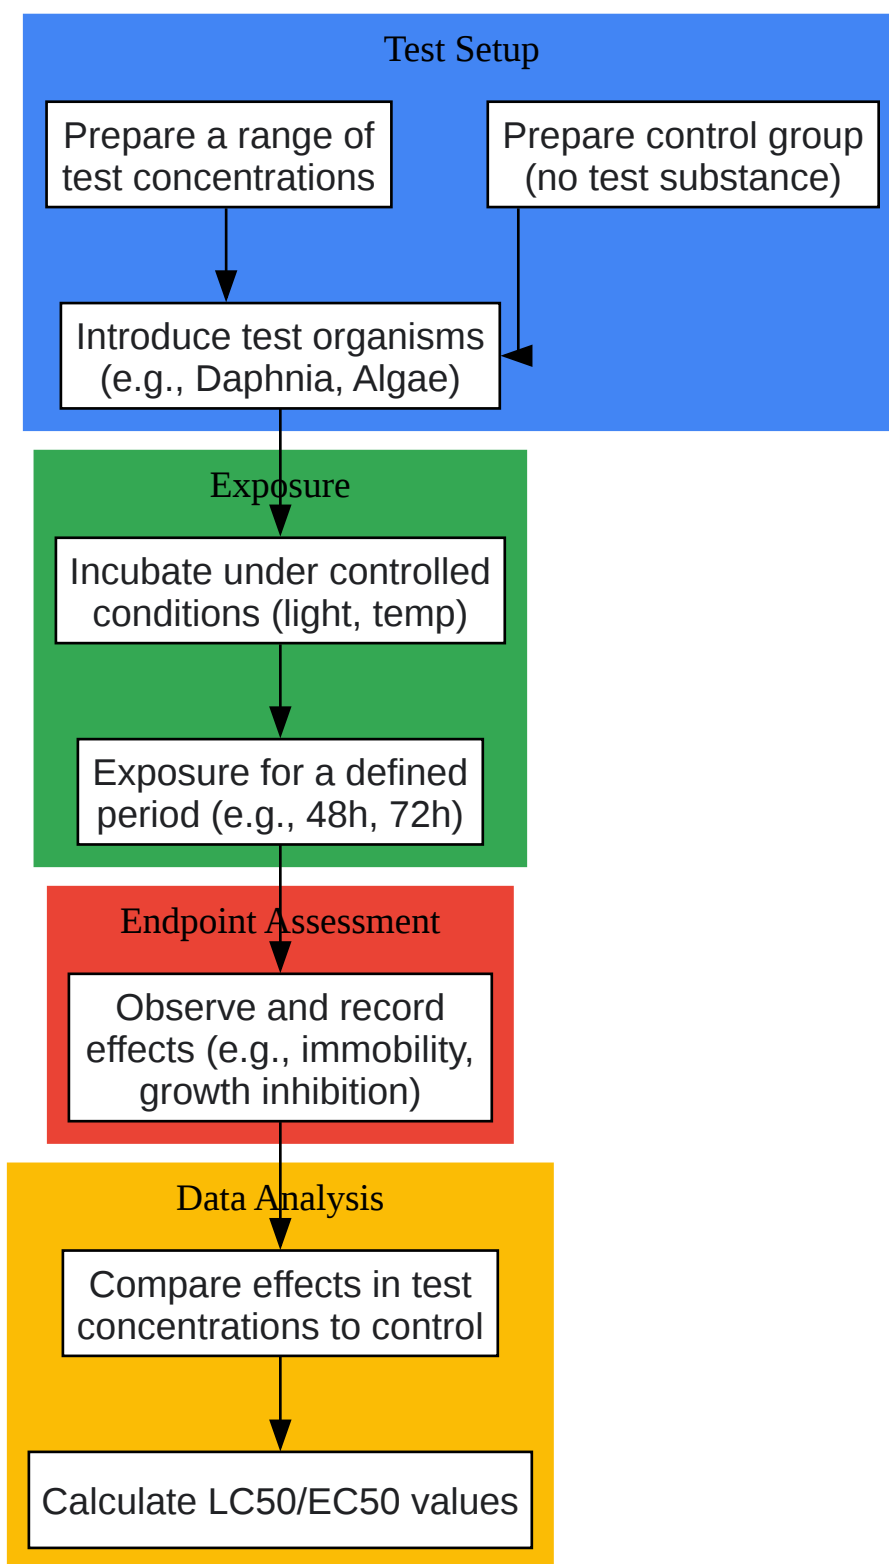 Test Setup
Prepare a range of
test concentrations
Prepare control group
(no test substance)
Introduce test organisms
(e.g., Daphnia, Algae)
Exposure
Incubate under controlled
conditions (light, temp)
Exposure for a defined
period (e.g., 48h, 72h)
Endpoint Assessment
Observe and record
effects (e.g., immobility,
growth inhibition)
Data Analysis
Compare effects in test
concentrations to control
Calculate LC50/EC50 values